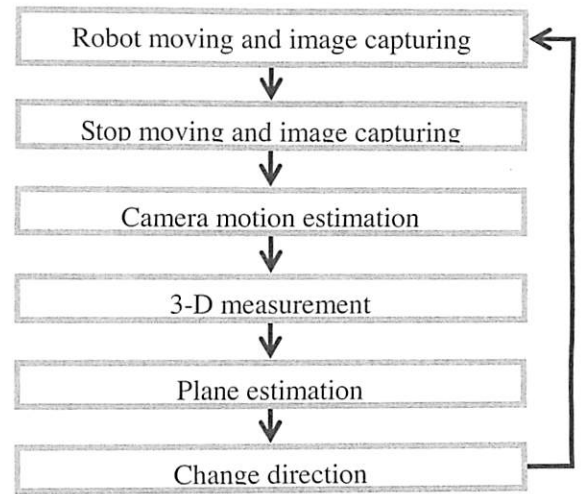 Robot moving and image capturing
Stop moving and image capturing
Camera motion estimation
3-D measurement
Plane estimation
Change direction